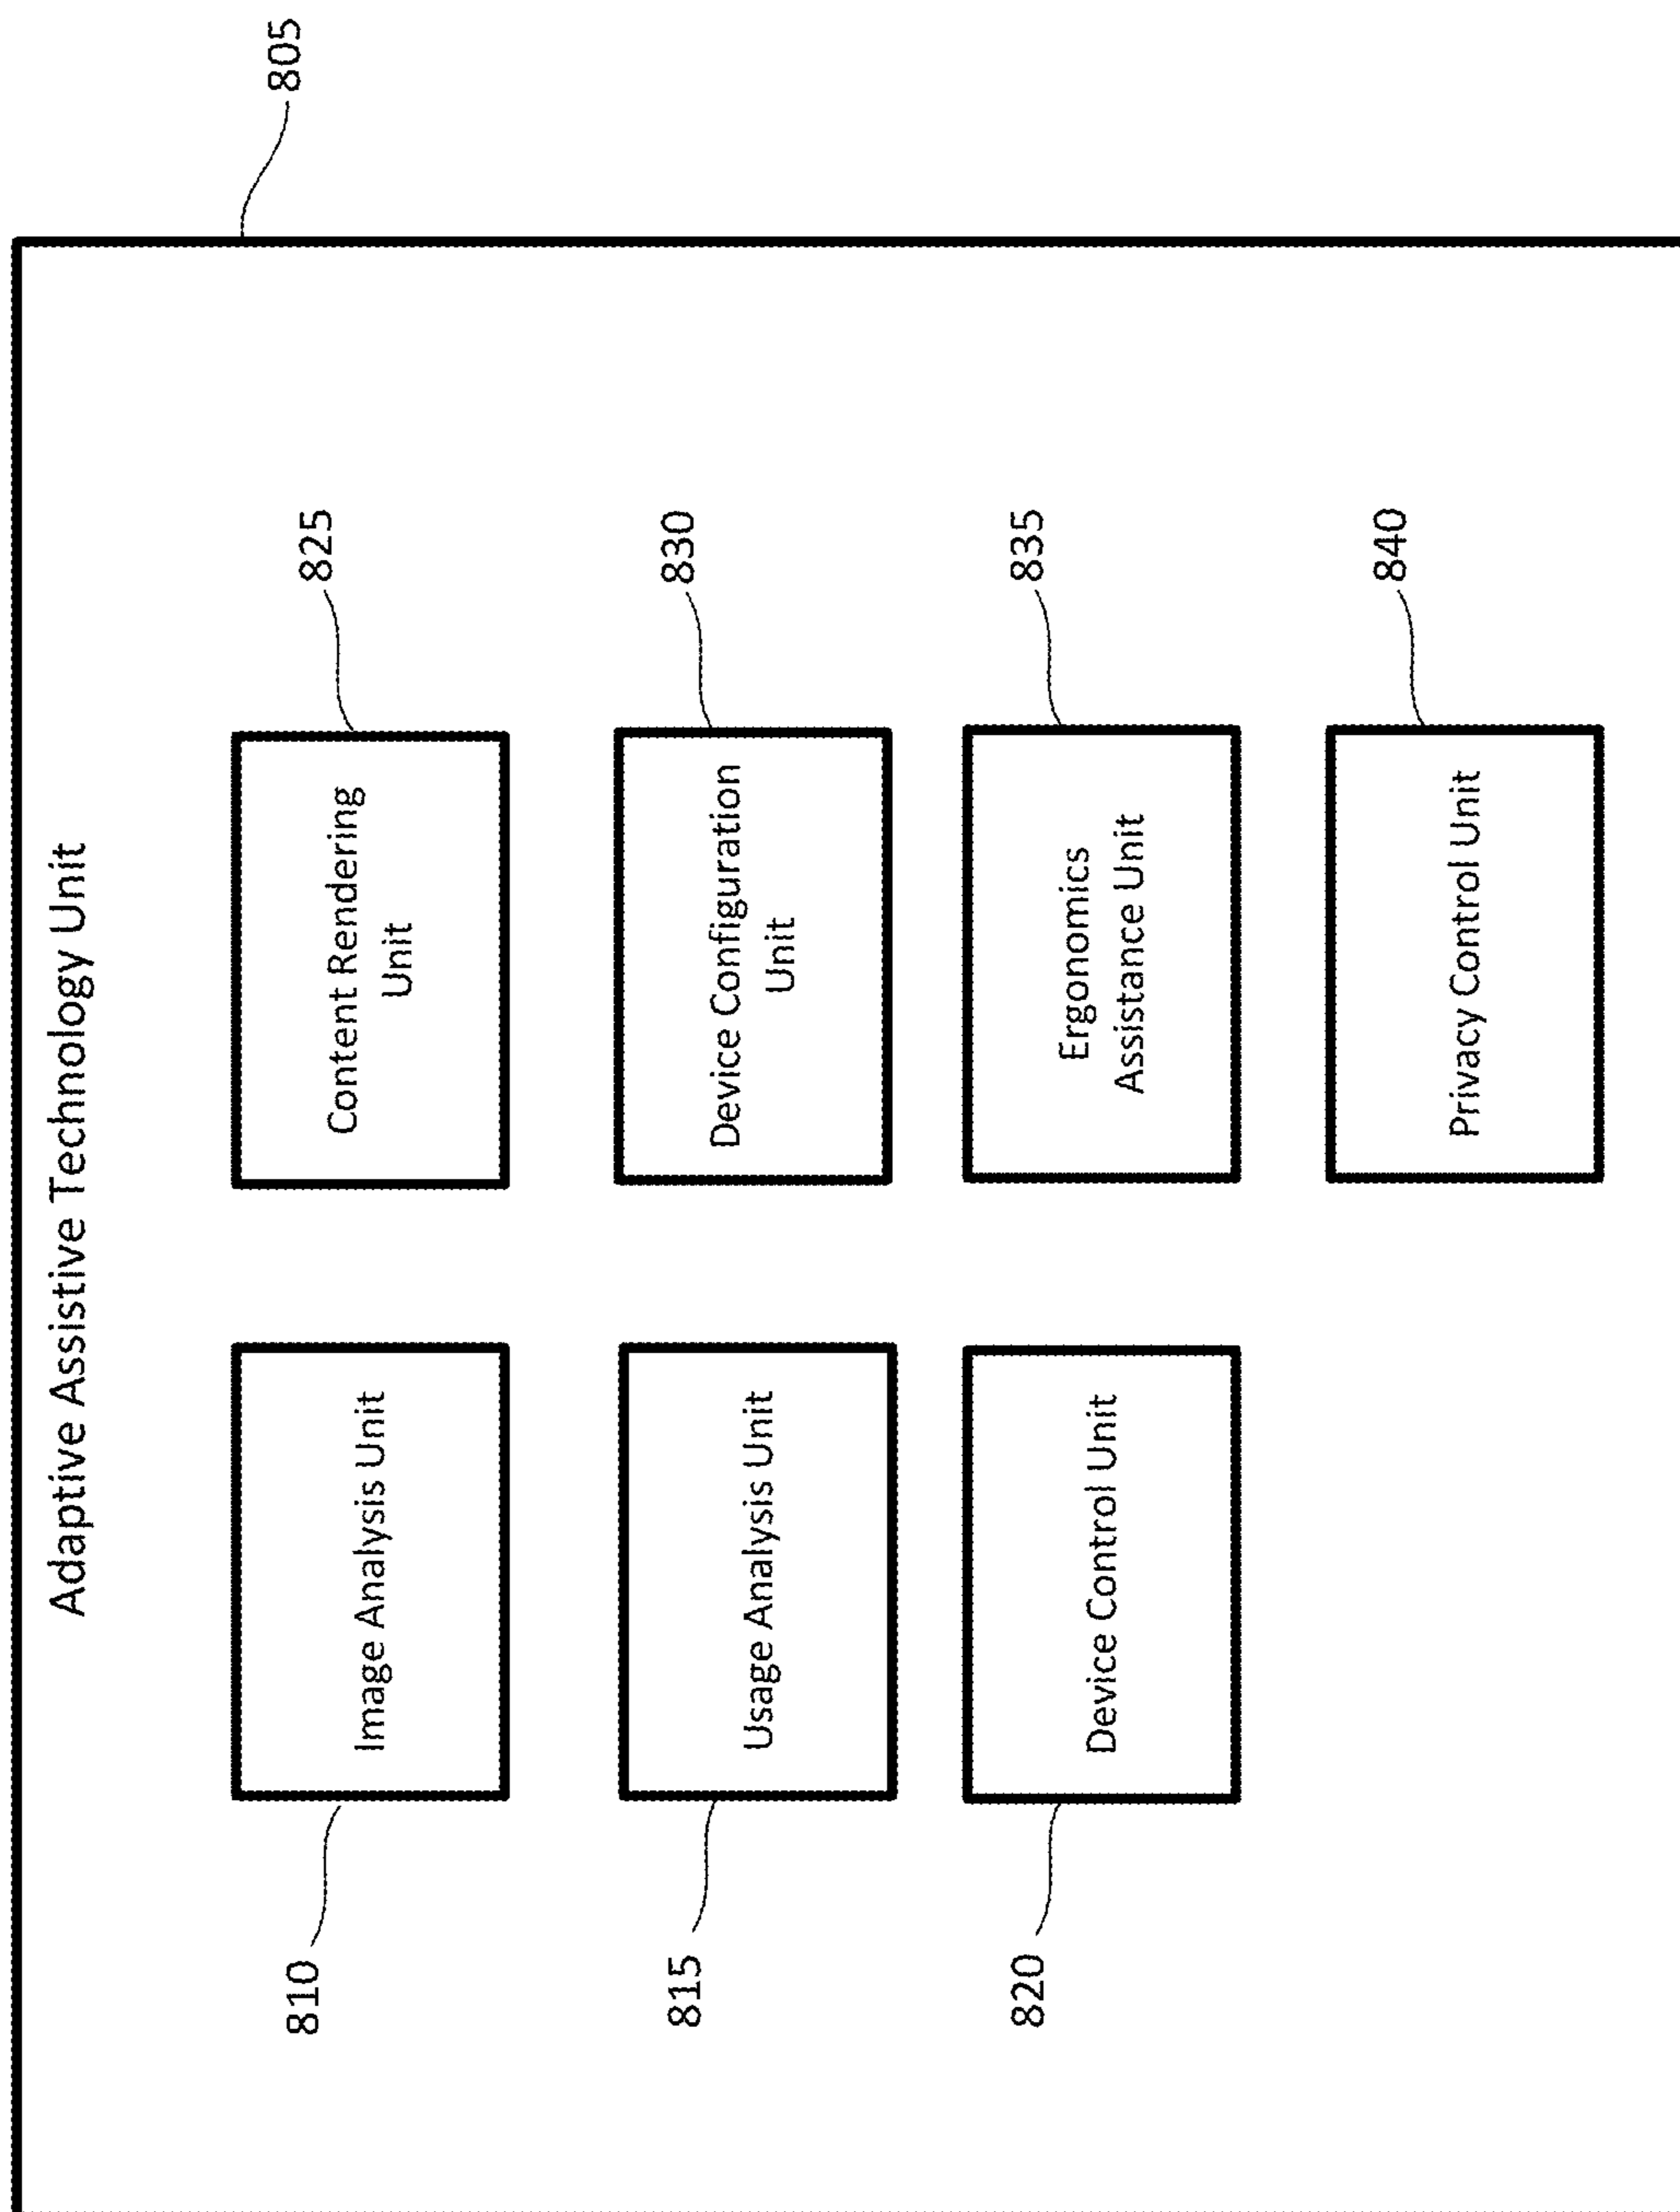 805
Adaptive Assistive Technology Unit
810
Image Analysis Unit
Content Rendering
Unit
825
815
Usage Analysis Unit
Device Configuration
Unit
830
820
Device Control Unit
Ergonomics
Assistance Unit
835
Privacy Control Unit
840